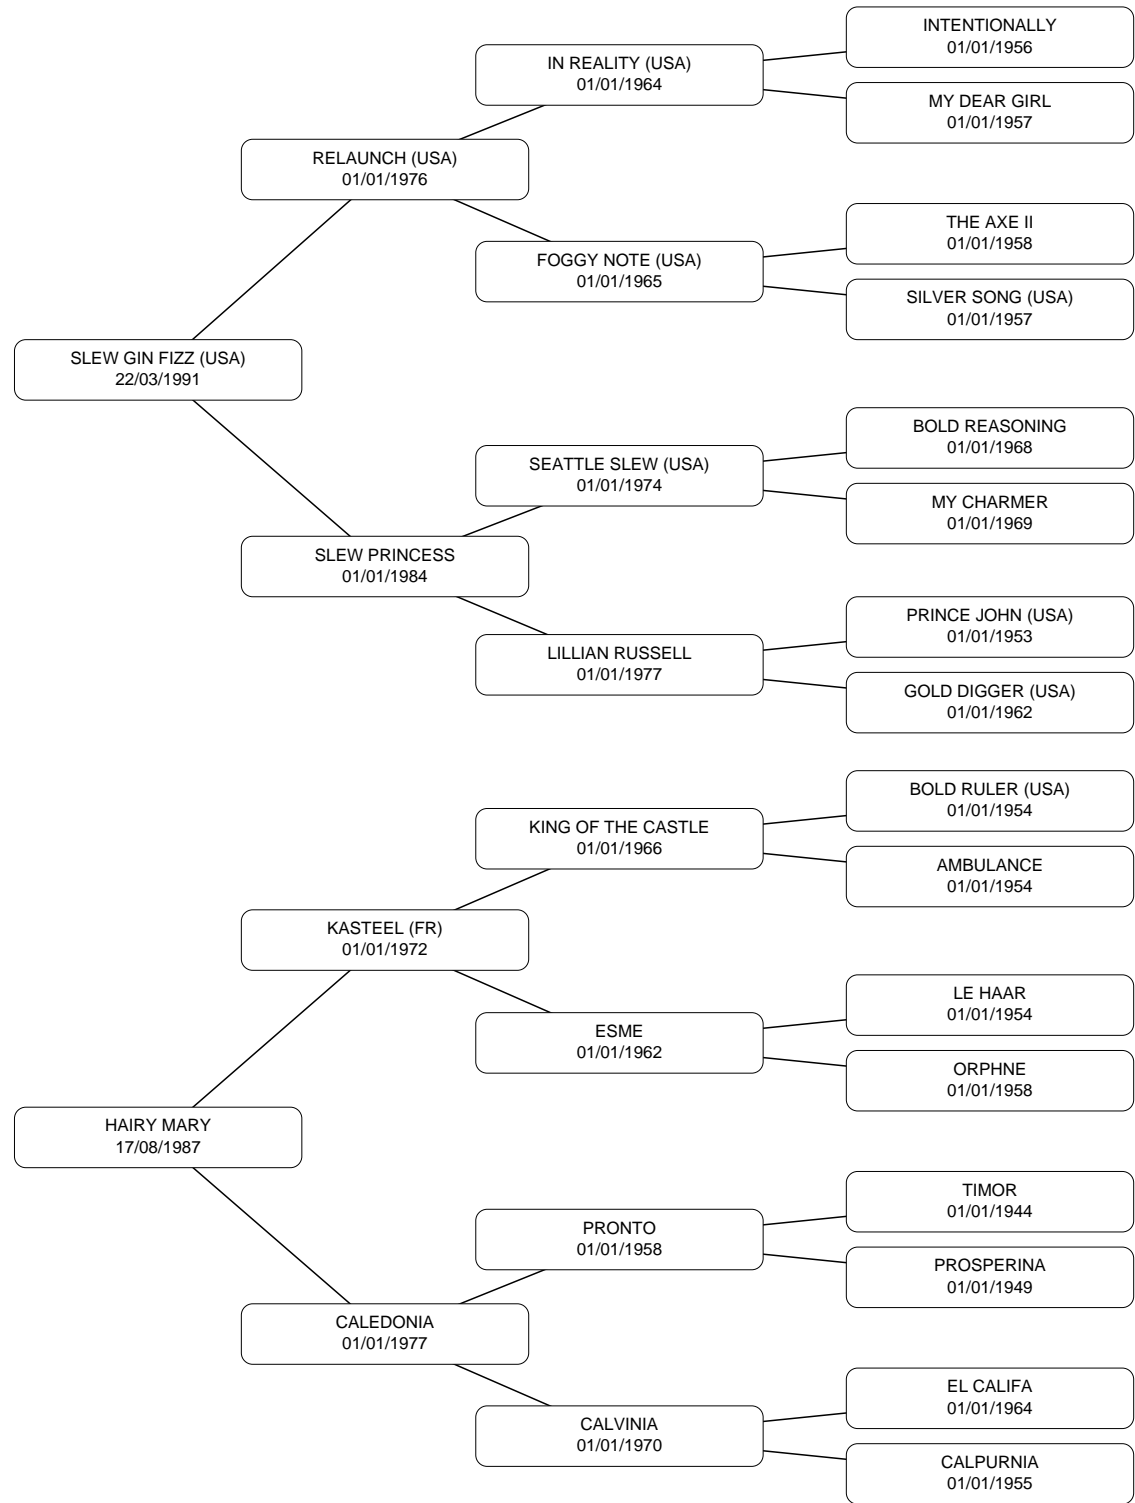 INTENTIONALLY
01/01/1956
IN REALITY (USA)
01/01/1964
MY DEAR GIRL
01/01/1957
RELAUNCH (USA)
01/01/1976
THE AXE II
01/01/1958
FOGGY NOTE (USA)
01/01/1965
SILVER SONG (USA)
01/01/1957
SLEW GIN FIZZ (USA)
22/03/1991
BOLD REASONING
01/01/1968
SEATTLE SLEW (USA)
01/01/1974
MY CHARMER
01/01/1969
SLEW PRINCESS
01/01/1984
PRINCE JOHN (USA)
01/01/1953
LILLIAN RUSSELL
01/01/1977
GOLD DIGGER (USA)
01/01/1962
BOLD RULER (USA)
01/01/1954
KING OF THE CASTLE
01/01/1966
AMBULANCE
01/01/1954
KASTEEL (FR)
01/01/1972
LE HAAR
01/01/1954
ESME
01/01/1962
ORPHNE
01/01/1958
HAIRY MARY
17/08/1987
TIMOR
01/01/1944
PRONTO
01/01/1958
PROSPERINA
01/01/1949
CALEDONIA
01/01/1977
EL CALIFA
01/01/1964
CALVINIA
01/01/1970
CALPURNIA
01/01/1955